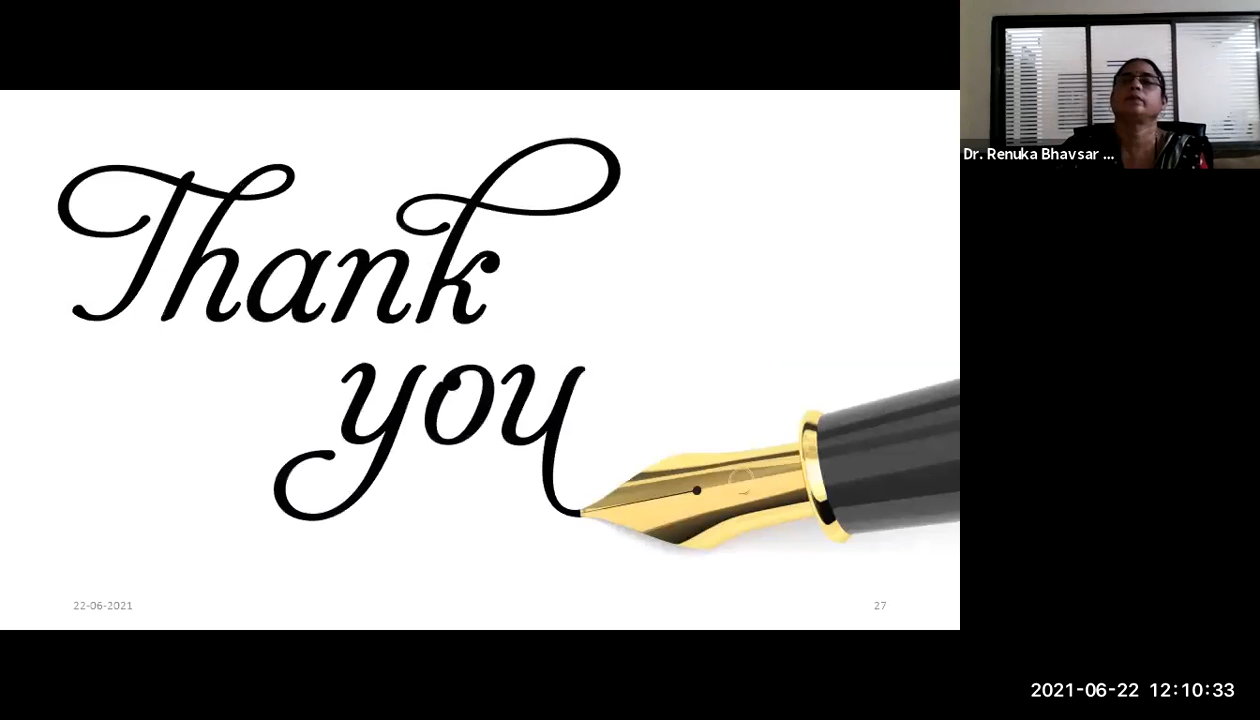 Thank
you
22-06-2021
27
Dr. Renuka Bhavsar ...
2021-06-22 12:10:33